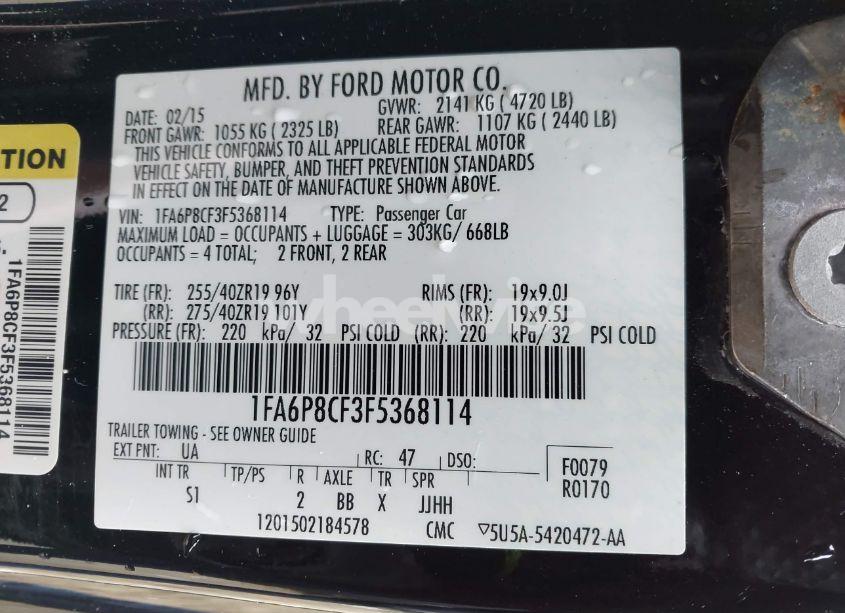 MFD. BY FORD MOTOR CO.
DATE: 02/15 GVWR: 2141 KG ( 4720 LB)
FRONT GAWR: 1055 KG ( 2325 LB) REAR GAWR: 1107 KG ( 2440 LB)
THIS VEHICLE CONFORMS TO ALL APPLICABLE FEDERAL MOTOR
VEHICLE SAFETY, BUMPER, AND THEFT PREVENTION STANDARDS
IN EFFECT ON THE DATE OF MANUFACTURE SHOWN ABOVE.
VIN: 1FA6P8CF3F5368114 TYPE: Passenger Car
MAXIMUM LOAD = OCCUPANTS + LUGGAGE = 303KG/ 668LB
OCCUPANTS = 4 TOTAL; 2 FRONT, 2 REAR
TIRE (FR): 255/40ZR19 96Y RIMS (FR): 19x9.0J
(RR): 275/40ZR19 101Y (RR): 19x9.5J
PRESSURE (FR): 220 kPa/ 32 PSI COLD (RR): 220 kPa/ 32 PSI COLD
1FA6P8CF3F5368114
TRAILER TOWING - SEE OWNER GUIDE
EXT PNT: UA RC: 47 DSO: F0079
INT TR TP/PS R AXLE TR SPR R0170
S1 2 BB X JJHH
1201502184578 CMC ▽5U5A-5420472-AA
TION
2
1FA6P8CF3F5368114